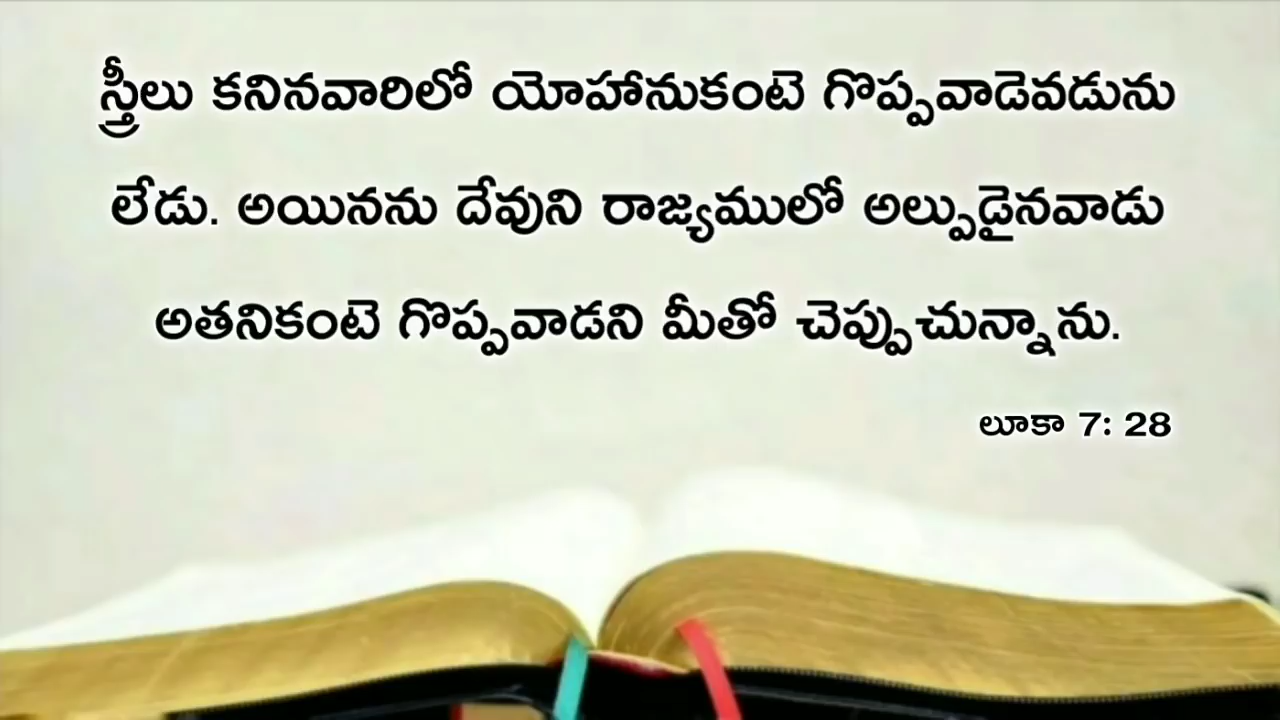 స్త్రీలు కనినవారిలో యోహానుకంటె గొప్పవాడెవడును
లేడు. అయినను దేవుని రాజ్యములో అల్పుడైనవాడు
అతనికంటె గొప్పవాడని మీతో చెప్పుచున్నాను.
లూకా 7: 28